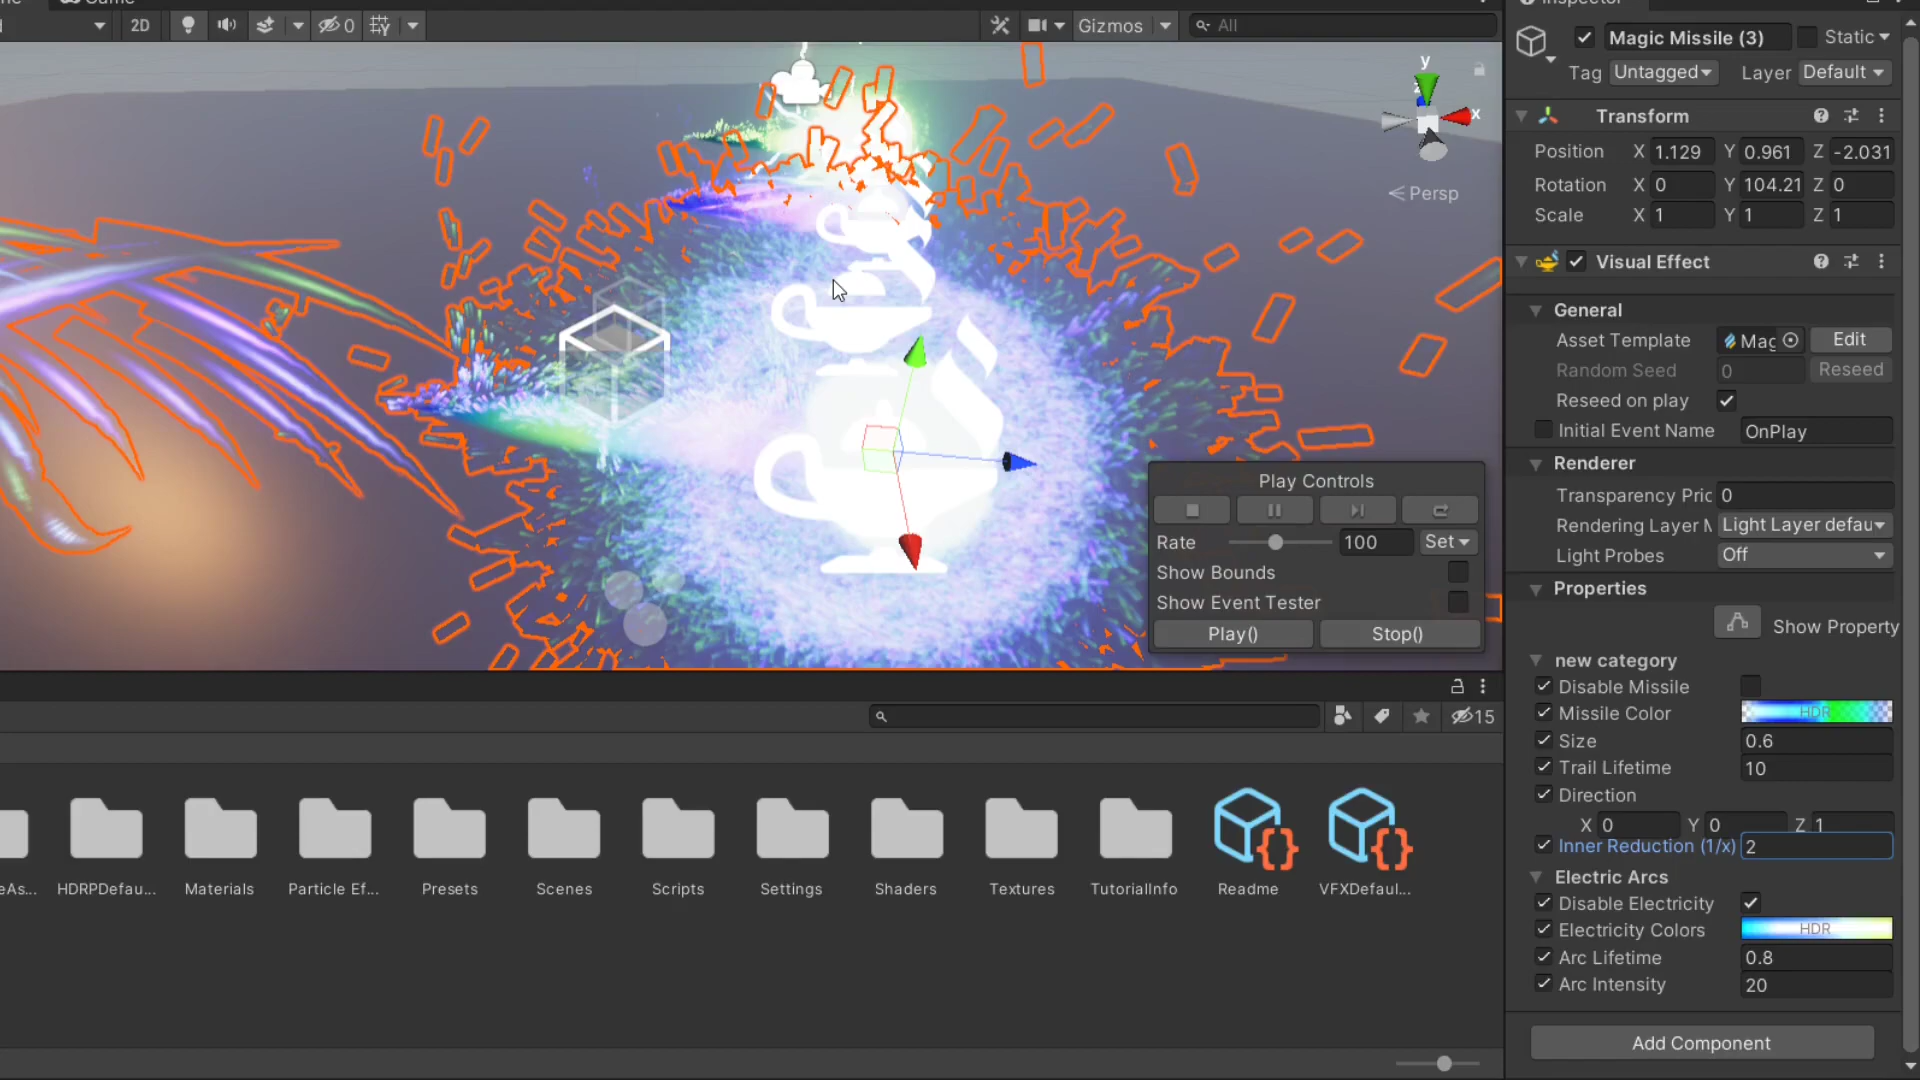 Game
Inspector
2D
0
Gizmos
All
Magic Missile (3)
Static
Tag Untagged Layer Default
y
z
x
Persp
Transform
Position X 1.129 Y 0.961 Z -2.031
Rotation X 0 Y 104.21 Z 0
Scale X 1 Y 1 Z 1
Visual Effect
General
Asset Template Mag Edit
Random Seed 0 Reseed
Reseed on play
Initial Event Name OnPlay
Renderer
Transparency Pric 0
Rendering Layer M Light Layer defau
Light Probes Off
Properties
Show Property
new category
Disable Missile
Missile Color HDR
Size 0.6
Trail Lifetime 10
Direction
X 0 Y 0 Z 1
Inner Reduction (1/x) 2
Electric Arcs
Disable Electricity
Electricity Colors HDR
Arc Lifetime 0.8
Arc Intensity 20
Add Component
Play Controls
Rate 100 Set
Show Bounds
Show Event Tester
Play() Stop()
15
eAs... HDRPDefau... Materials Particle Ef... Presets Scenes Scripts Settings Shaders Textures TutorialInfo Readme VFXDefaul...